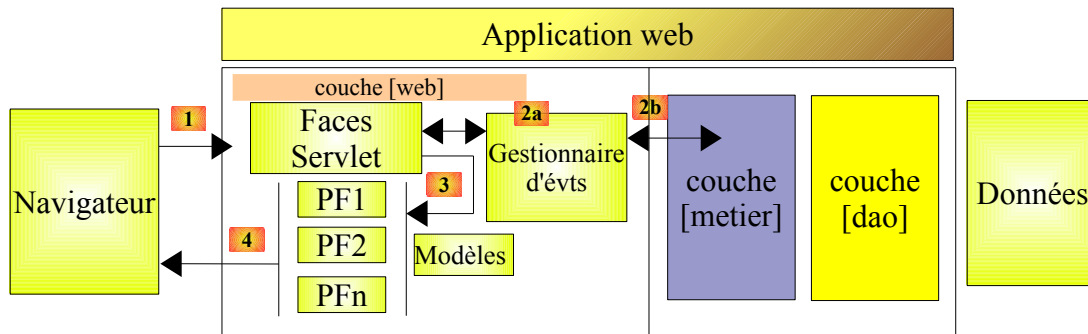 Application web
couche [web]
1
Faces
Servlet
2a
2b
Gestionnaire
d'évts
Navigateur
3
PF1
PF2
PFn
4
Modèles
couche
[metier]
couche
[dao]
Données